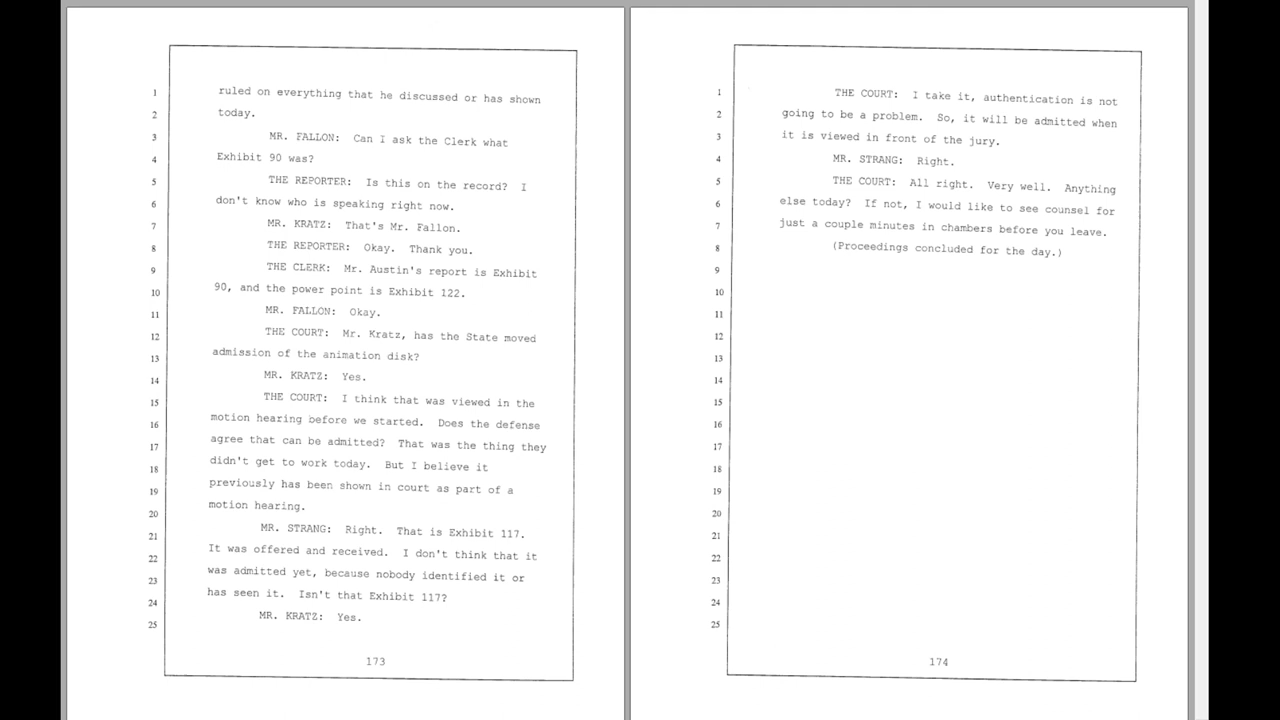 1 ruled on everything that he discussed or has shown
2 today.
3 MR. FALLON: Can I ask the Clerk what
4 Exhibit 90 was?
5 THE REPORTER: Is this on the record? I
6 don't know who is speaking right now.
7 MR. KRATZ: That's Mr. Fallon.
8 THE REPORTER: Okay. Thank you.
9 THE CLERK: Mr. Austin's report is Exhibit
10 90, and the power point is Exhibit 122.
11 MR. FALLON: Okay.
12 THE COURT: Mr. Kratz, has the State moved
13 admission of the animation disk?
14 MR. KRATZ: Yes.
15 THE COURT: I think that was viewed in the
16 motion hearing before we started. Does the defense
17 agree that can be admitted? That was the thing they
18 didn't get to work today. But I believe it
19 previously has been shown in court as part of a
20 motion hearing.
21 MR. STRANG: Right. That is Exhibit 117.
22 It was offered and received. I don't think that it
23 was admitted yet, because nobody identified it or
24 has seen it. Isn't that Exhibit 117?
25 MR. KRATZ: Yes.
173
1 THE COURT: I take it, authentication is not
2 going to be a problem. So, it will be admitted when
3 it is viewed in front of the jury.
4 MR. STRANG: Right.
5 THE COURT: All right. Very well. Anything
6 else today? If not, I would like to see counsel for
7 just a couple minutes in chambers before you leave.
8 (Proceedings concluded for the day.)
9
10
11
12
13
14
15
16
17
18
19
20
21
22
23
24
25
174